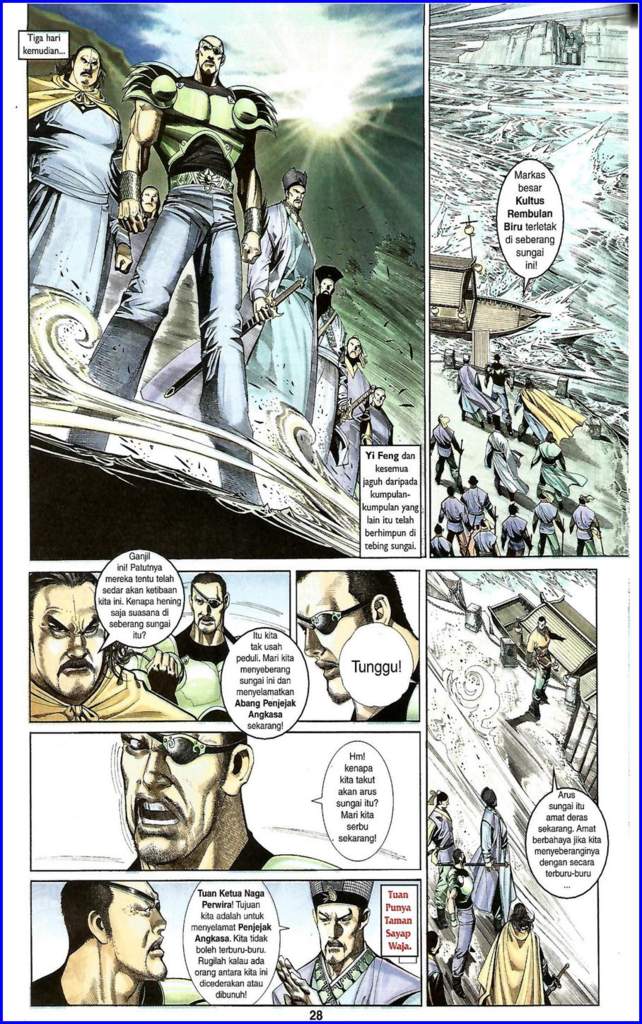 Tiga hari
kemudian...
Yi Feng dan
kesemua
jaguh daripada
kumpulan-
kumpulan yang
lain itu telah
berhimpun di
tebing sungai.
Markas
besar
Kultus
Rembulan
Biru terletak
di seberang
sungai
ini!
Ganjil
ini! Patutnya
mereka tentu telah
sedar akan ketibaan
kita ini. Kenapa hening
saja suasana di
seberang sungai
itu?
Itu kita
tak usah
peduli. Mari kita
menyeberang
sungai ini dan
menyelamatkan
Abang Penjejak
Angkasa
sekarang!
Tunggu!
Arus
sungai itu
amat deras
sekarang. Amat
berbahaya jika kita
menyeberanginya
dengan secara
terburu-buru
...
Hm!
kenapa
kita takut
akan arus
sungai itu?
Mari kita
serbu
sekarang!
Tuan Ketua Naga
Perwira! Tujuan
kita adalah untuk
menyelamat Penjejak
Angkasa. Kita tidak
boleh terburu-buru.
Rugilah kalau ada
orang antara kita ini
dicederakan atau
dibunuh!
Tuan
Punya
Taman
Sayap
Waja.
28